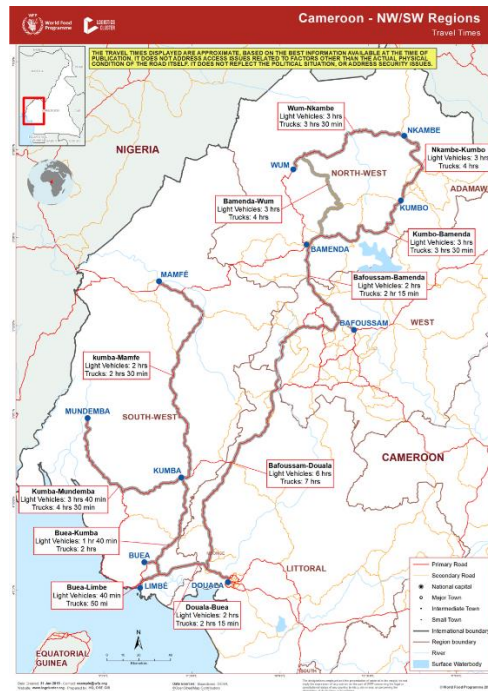 World Food
Programme
LOGISTICS
CLUSTER
Cameroon - NW/SW Regions
Travel Times
THE TRAVEL TIMES DISPLAYED ARE APPROXIMATE, BASED ON THE BEST INFORMATION AVAILABLE AT THE TIME OF
PUBLICATION, IT DOES NOT ADDRESS ACCESS ISSUES RELATED TO FACTORS OTHER THAN THE ACTUAL PHYSICAL
CONDITION OF THE ROAD ITSELF, IT DOES NOT REFLECT THE POLITICAL SITUATION, OR ADDRESS SECURITY ISSUES.
Wum-Nkambe
Light Vehicles: 3 hrs
Trucks: 3 hrs 30 min
NKAMBE
NIGERIA
Nkambe-Kumbo
Light Vehicles: 3 hrs
Trucks: 4 hrs
WUM
NORTH-WEST
ADAMAW
Bamenda-Wum
Light Vehicles: 3 hrs
Trucks: 4 hrs
KUMBO
Kumbo-Bamenda
Light Vehicles: 3 hrs
Trucks: 3 hrs 30 min
BAMENDA
MAMFÉ
Bafoussam-Bamenda
Light Vehicles: 2 hrs
Trucks: 2 hr 15 min
BAFOUSSAM
WEST
kumba-Mamfe
Light Vehicles: 2 hrs
Trucks: 2 hrs 30 min
MUNDEMBA
SOUTH-WEST
CAMEROON
KUMBA
Bafoussam-Douala
Light Vehicles: 6 hrs
Trucks: 7 hrs
Kumba-Mundemba
Light Vehicles: 3 hrs 40 min
Trucks: 4 hrs 30 min
Buea-Kumba
Light Vehicles: 1 hr 40 min
Trucks: 2 hrs
BUEA
LITTORAL
Buea-Limbe
Light Vehicles: 40 min
Trucks: 50 mi
LIMBÉ
DOUALA
Douala-Buea
Light Vehicles: 2 hrs
Trucks: 2 hrs 15 min
EQUATORIAL
GUINEA
Primary Road
Secondary Road
National capital
Major Town
Intermediate Town
Small Town
International boundary
Region boundary
River
Surface Waterbody